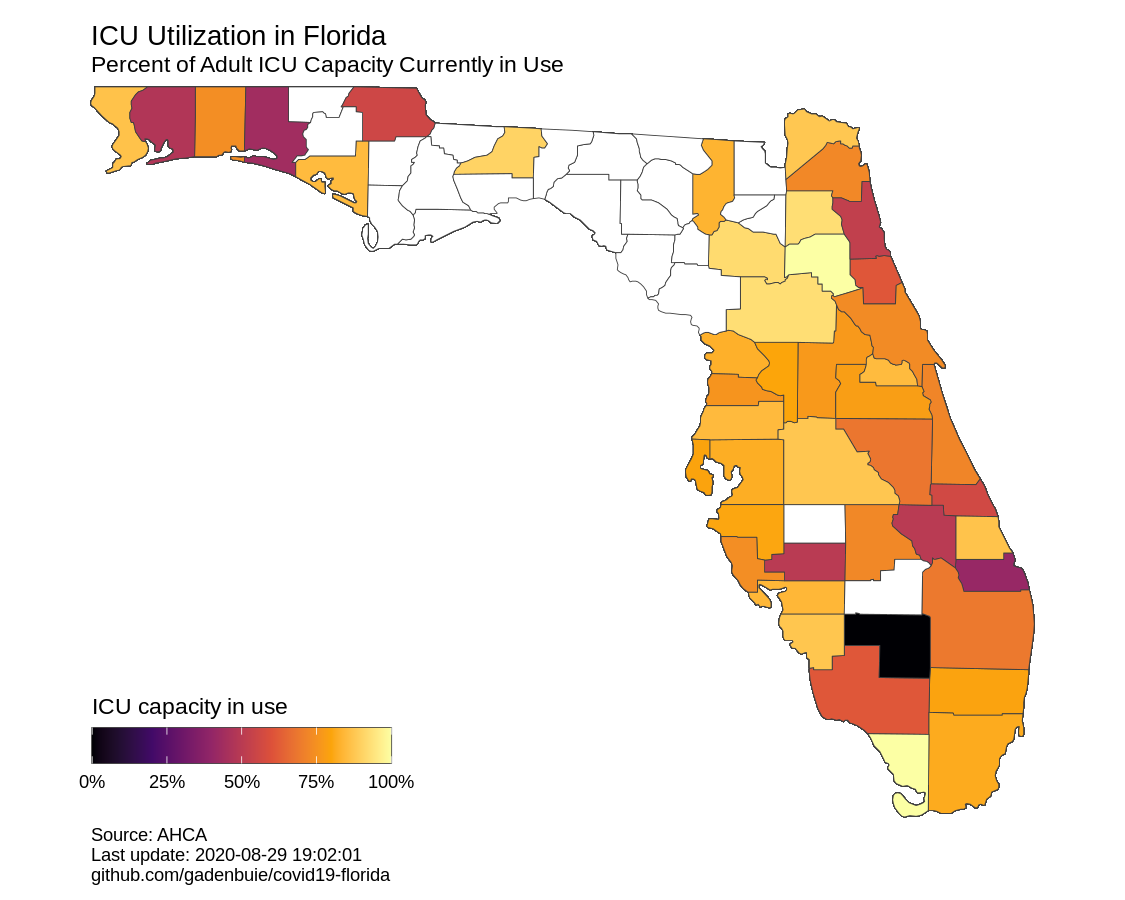 ICU Utilization in Florida
Percent of Adult ICU Capacity Currently in Use
ICU capacity in use
0% 25% 50% 75% 100%
Source: AHCA
Last update: 2020-08-29 19:02:01
github.com/gadenbuie/covid19-florida